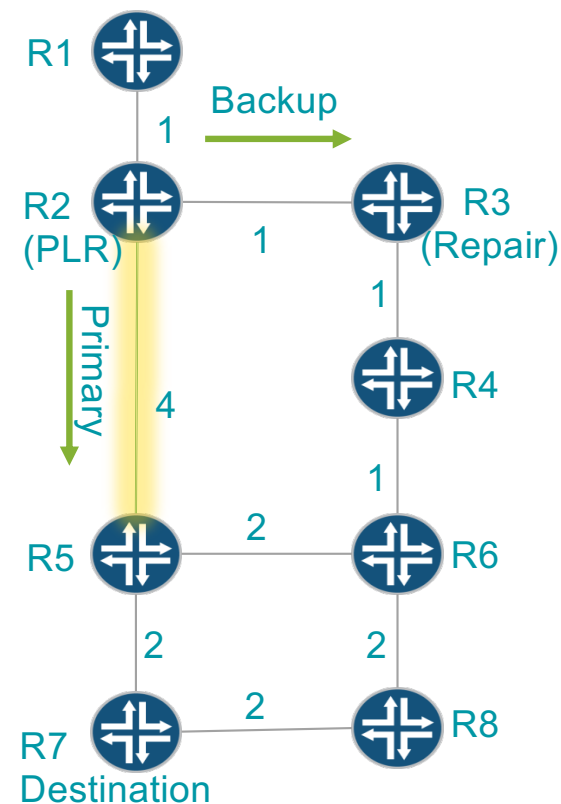 R1
Backup
1
R2
(PLR)
R3
(Repair)
1
1
Primary
4
R4
1
2
R5
R6
2
2
2
R7
Destination
R8